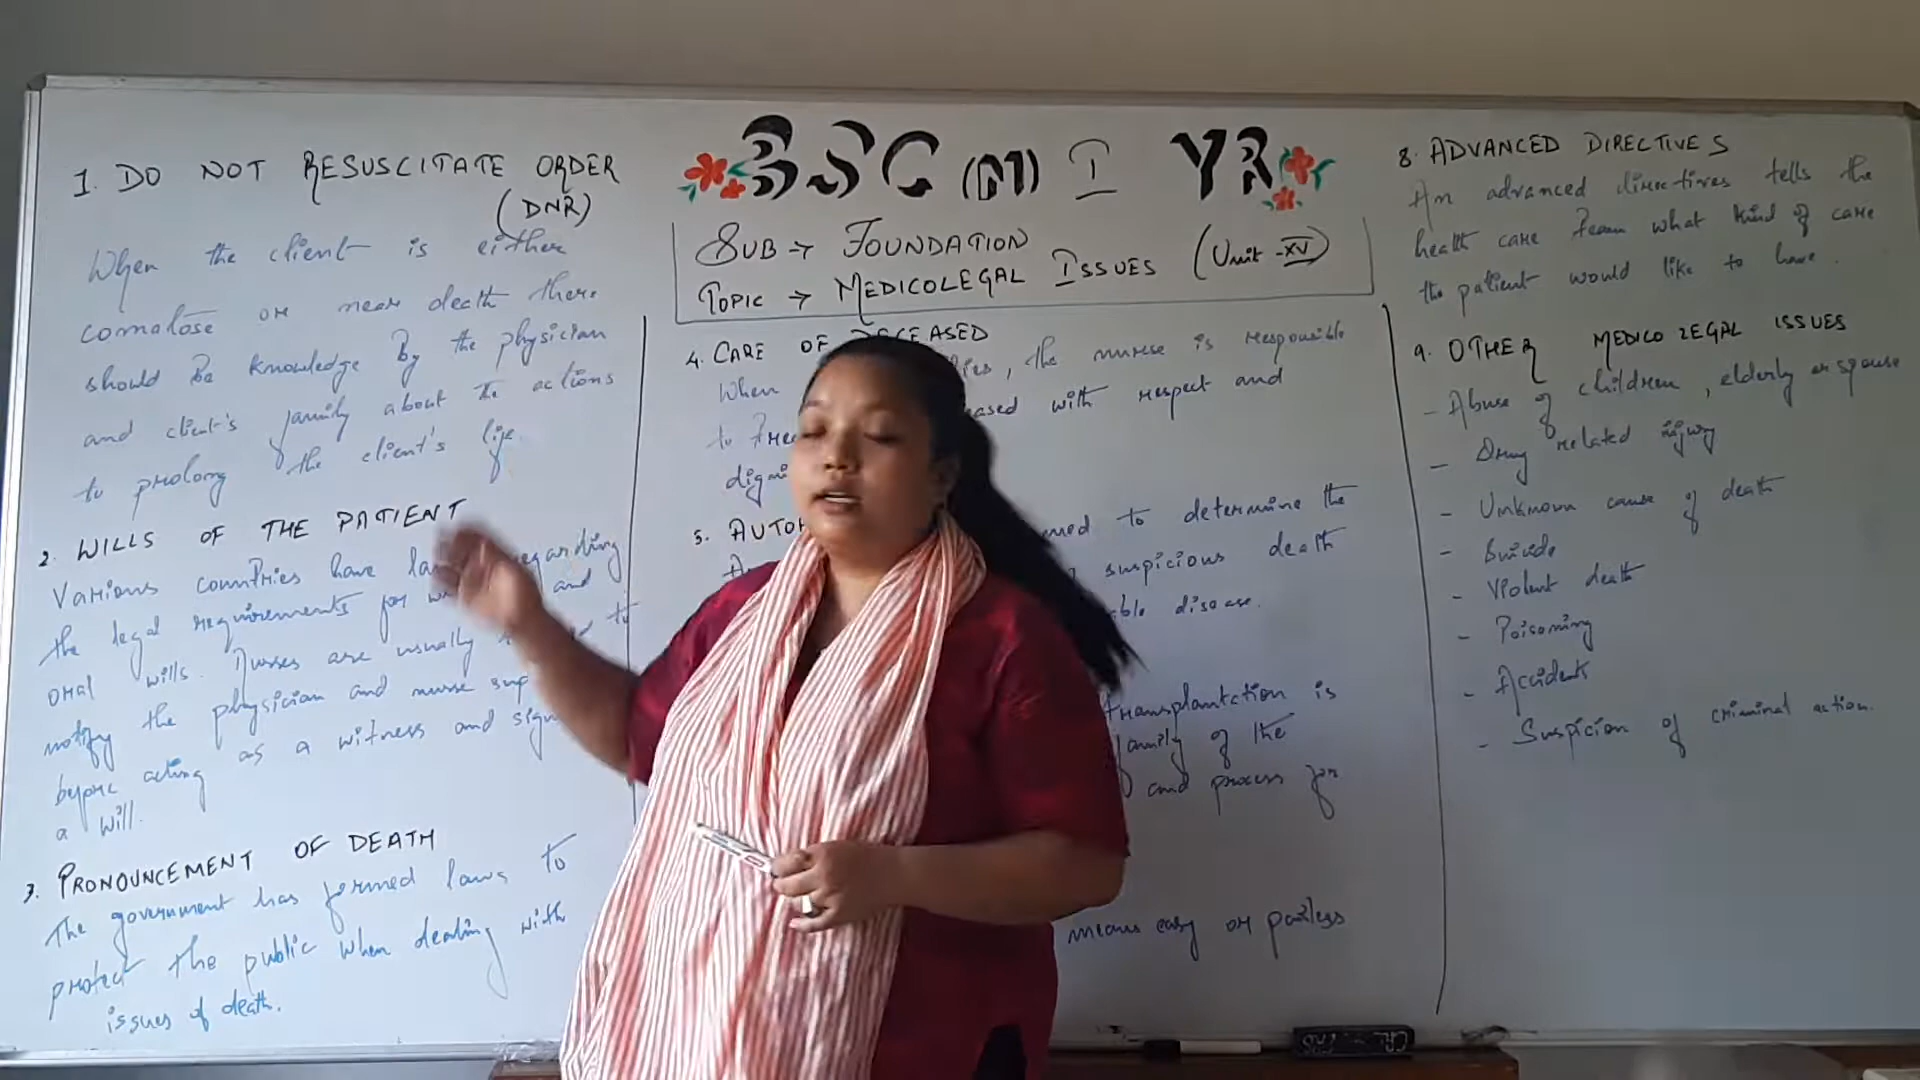 BSC (N) I YR
SUB → FOUNDATION
TOPIC → MEDICOLEGAL ISSUES (Unit - XV)
1. DO NOT RESUSCITATE ORDER
(DNR)
When the client is either
comatose or near death there
should be knowledge by the physician
and client's family about the actions
to prolong the client's life.
2. WILLS OF THE PATIENT
Various countries have regarding
the legal requirements for and
oral wills. Nurses are usually to
notify the physician and nurse
before acting as a witness and
a will.
3. PRONOUNCEMENT OF DEATH
The government has formed laws to
protect the public when dealing with
issues of death.
4. CARE OF DECEASED
When , the nurse is responsible
to with respect and
5.
to determine the
suspicious death
disease.
transplantction is
family of the
and process for
means easy or painless
8. ADVANCED DIRECTIVES
An advanced directives tells the
health care team what kind of care
the patient would like to have.
9. OTHER MEDICO LEGAL ISSUES
- Abuse of children, elderly or spouse
- Drug related injury
- Unknown cause of death
- Suicide
- Violent death
- Poisoning
- Accidents
- Suspicion of criminal action.